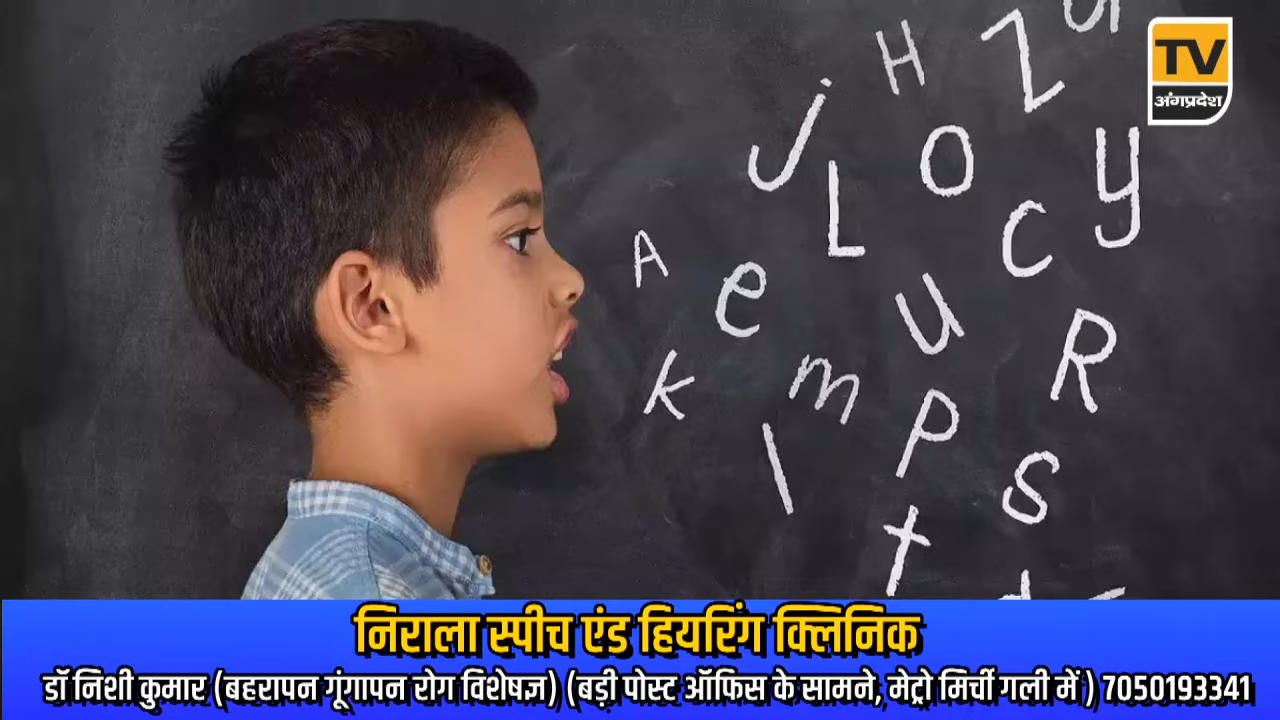 H
Z
TV
अंगप्रदेश
j
L
O
C
y
A
e
u
R
K
m
P
l
S
t
निराला स्पीच एंड हियरिंग क्लिनिक
डॉ निशी कुमार (बहरापन गूंगापन रोग विशेषज्ञ) (बड़ी पोस्ट ऑफिस के सामने, मेट्रो मिर्ची गली में ) 7050193341